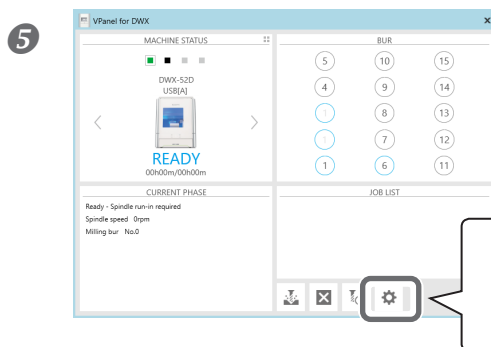 5
VPanel for DWX
MACHINE STATUS
DWX-52D
USB[A]
READY
00h00m/00h00m
BUR
5 10 15
4 9 14
8 13
7 12
1 6 11
CURRENT PHASE
Ready - Spindle run-in required
Spindle speed 0rpm
Milling bur No.0
JOB LIST